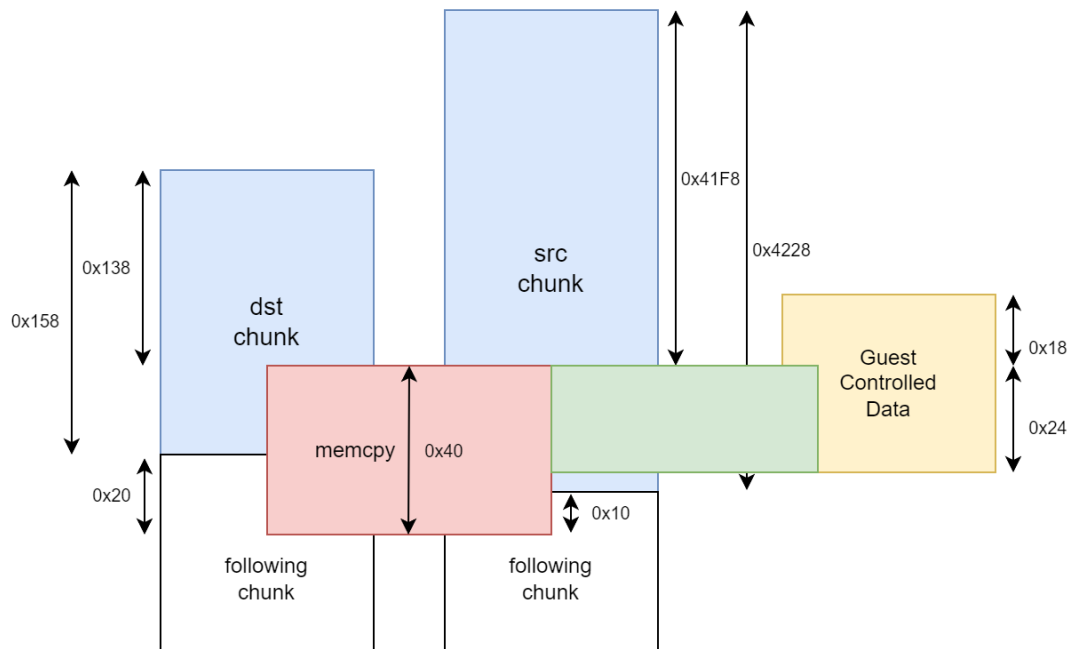 0x41F8
src
chunk
0x4228
0x138
dst
chunk
0x158
0x18
Guest
Controlled
Data
memcpy
0x40
0x24
0x20
0x10
following
chunk
following
chunk